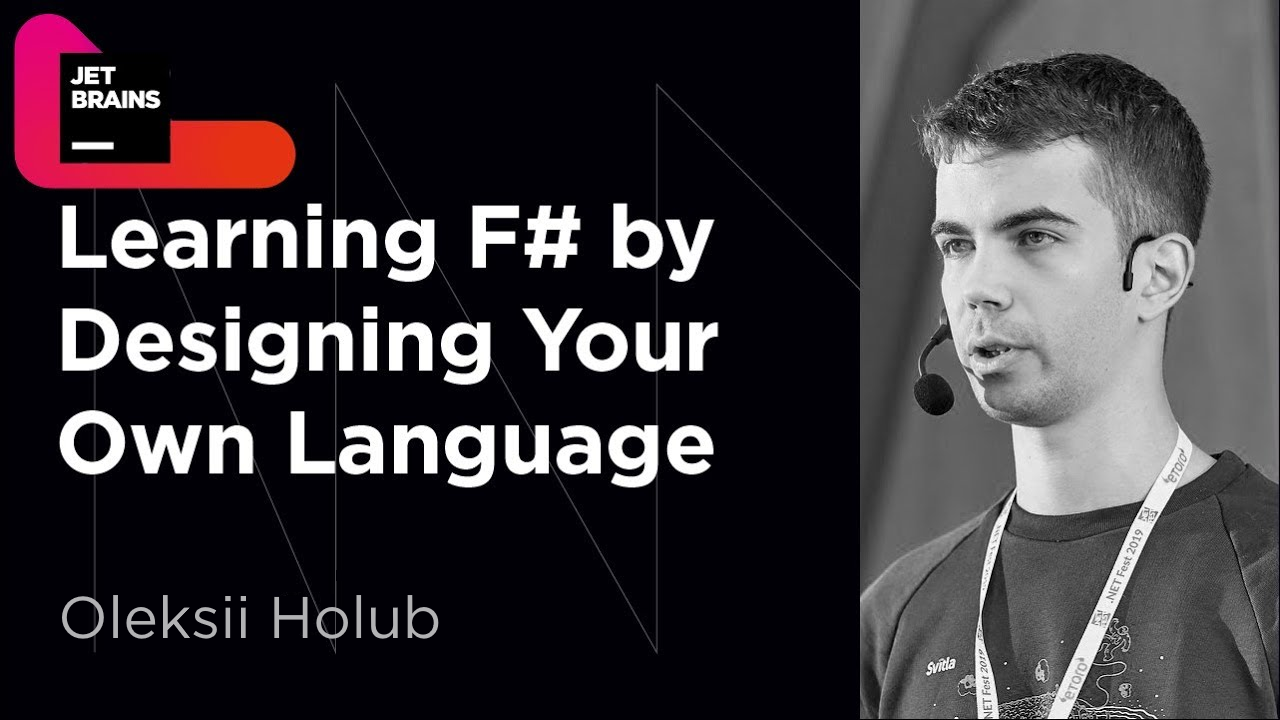 JET
BRAINS
Learning F# by
Designing Your
Own Language
Oleksii Holub
eTORO
.NET Fest 2019
Svitla
.NET Fest 2019
eTORO